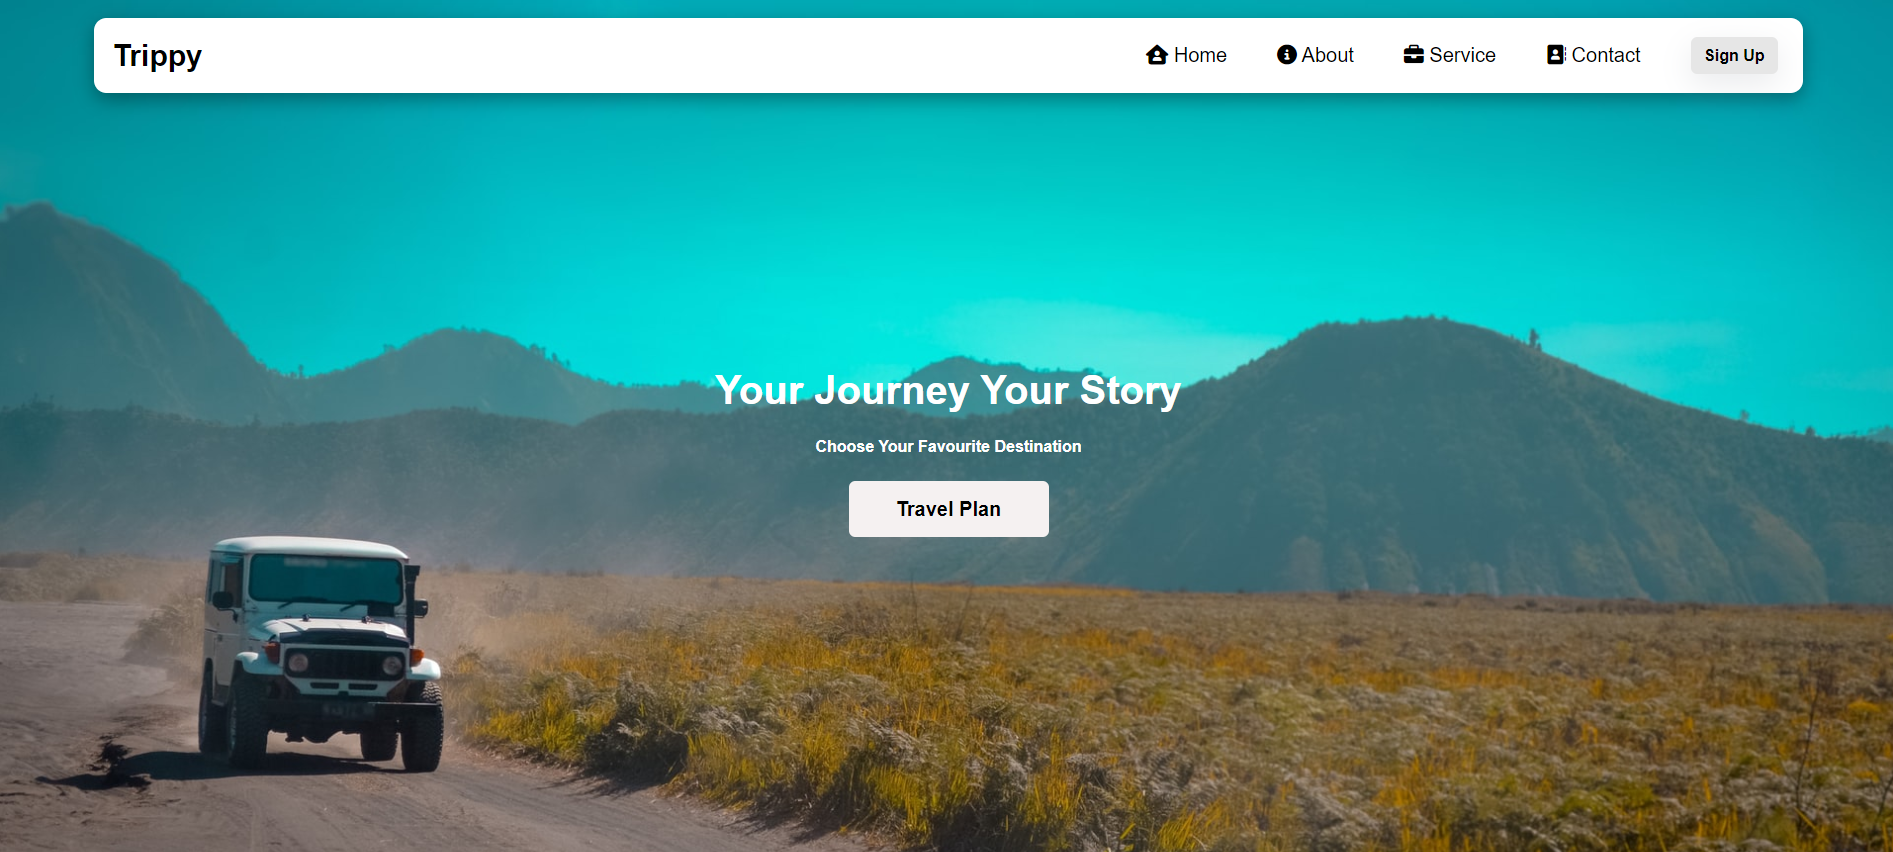 Trippy
Home About Service Contact Sign Up
Your Journey Your Story
Choose Your Favourite Destination
Travel Plan